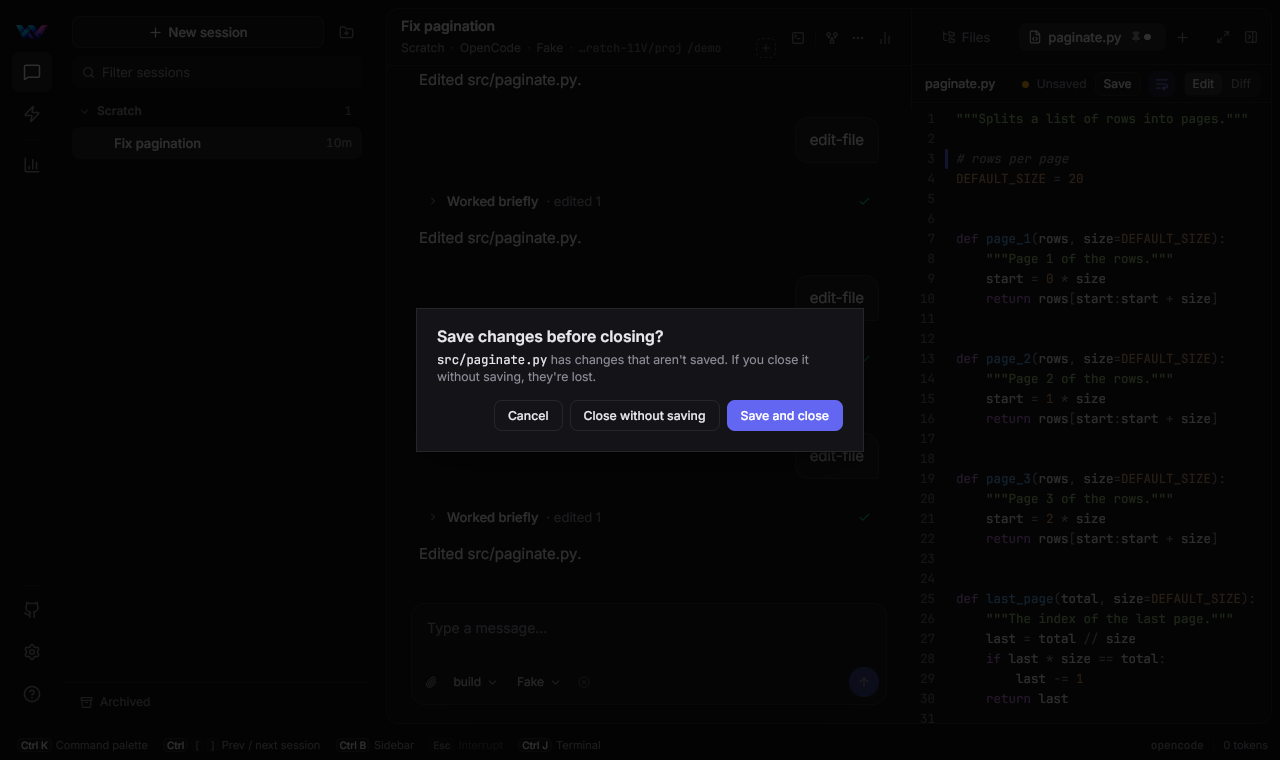 New session
Filter sessions
Scratch 1
Fix pagination 10m
Archived
Fix pagination
Scratch · OpenCode · Fake · …ratch-11V/proj /demo
Edited src/paginate.py.
edit-file
Worked briefly · edited 1
Edited src/paginate.py.
edit-file
Save changes before closing?
src/paginate.py has changes that aren't saved. If you close it
without saving, they're lost.
Cancel
Close without saving
Save and close
edit-file
Worked briefly · edited 1
Edited src/paginate.py.
Type a message...
build
Fake
Files
paginate.py
paginate.py
Unsaved
Save
Edit
Diff
1 """Splits a list of rows into pages."""
2
3 # rows per page
4 DEFAULT_SIZE = 20
5
6
7 def page_1(rows, size=DEFAULT_SIZE):
8     """Page 1 of the rows."""
9     start = 0 * size
10     return rows[start:start + size]
11
12
13 def page_2(rows, size=DEFAULT_SIZE):
14     """Page 2 of the rows."""
15     start = 1 * size
16     return rows[start:start + size]
17
18
19 def page_3(rows, size=DEFAULT_SIZE):
20     """Page 3 of the rows."""
21     start = 2 * size
22     return rows[start:start + size]
23
24
25 def last_page(total, size=DEFAULT_SIZE):
26     """The index of the last page."""
27     last = total // size
28     if last * size == total:
29         last -= 1
30     return last
31
Ctrl K Command palette
Ctrl [ ] Prev / next session
Ctrl B Sidebar
Esc Interrupt
Ctrl J Terminal
opencode
0 tokens